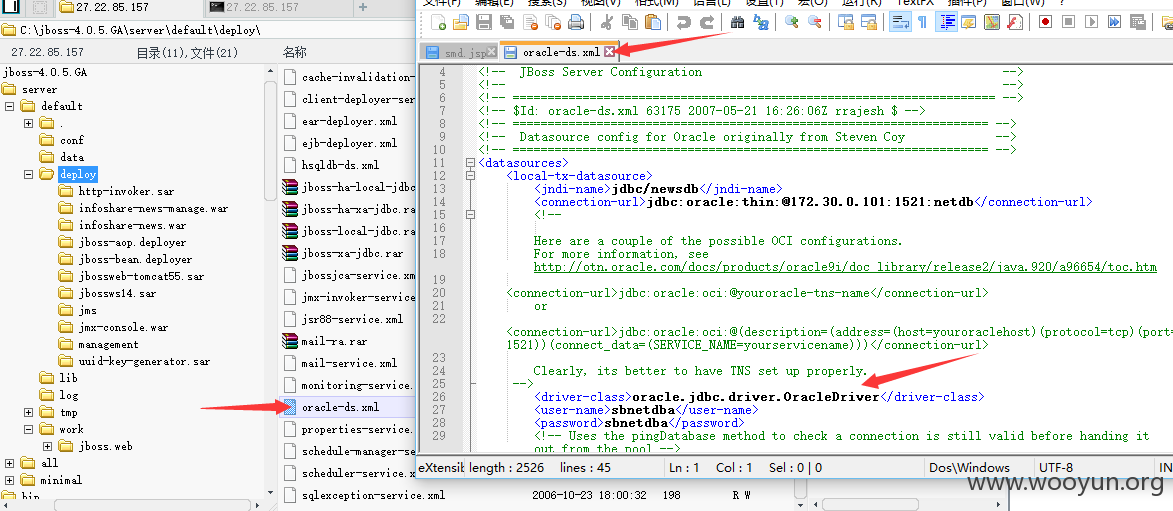 27.22.85.157
27.22.85.157
C:\jboss-4.0.5.GA\server\default\deploy\
27.22.85.157
目录(11),文件(21)
名称
jboss-4.0.5.GA
server
default
.
conf
data
deploy
http-invoker.sar
infoshare-news-manage.war
infoshare-news.war
jboss-aop.deployer
jboss-bean.deployer
jbossweb-tomcat55.sar
jbossws14.sar
jms
jmx-console.war
management
uuid-key-generator.sar
lib
log
tmp
work
jboss.web
all
minimal
bin
cache-invalidation-
client-deployer-ser
ear-deployer.xml
ejb-deployer.xml
hsqldb-ds.xml
jboss-ha-local-jdbc
jboss-ha-xa-jdbc.ra
jboss-local-jdbc.ra
jboss-xa-jdbc.rar
jbossjca-service.xm
jmx-invoker-service
jsr88-service.xml
mail-ra.rar
mail-service.xml
monitoring-service.
oracle-ds.xml
properties-service.
schedule-manager-se
scheduler-service.x
sqlexception-service.xml 2006-10-23 18:00:32 198 R W
文件(F) 编辑(E) 搜索(S) 视图(V) 格式(M) 语言(L) 设置(T) 宏(O) 运行(R) TextFX 插件(P) 窗口(W) ?
smd.jsp
oracle-ds.xml
4 <!-- JBoss Server Configuration -->
5 <!-- -->
6 <!-- ===================================================================== -->
7 <!-- $Id: oracle-ds.xml 63175 2007-05-21 16:26:06Z rrajesh $ -->
8 <!-- ==================================================================== -->
9 <!-- Datasource config for Oracle originally from Steven Coy -->
10 <!-- ==================================================================== -->
11 <datasources>
12 <local-tx-datasource>
13 <jndi-name>jdbc/newsdb</jndi-name>
14 <connection-url>jdbc:oracle:thin:@172.30.0.101:1521:netdb</connection-url>
15 <!--
16
17 Here are a couple of the possible OCI configurations.
18 For more information, see
19 http://otn.oracle.com/docs/products/oracle9i/doc_library/release2/java.920/a96654/toc.htm
20 <connection-url>jdbc:oracle:oci:@youroracle-tns-name</connection-url>
21 or
22
<connection-url>jdbc:oracle:oci:@(description=(address=(host=youroraclehost)(protocol=tcp)(port=
1521))(connect_data=(SERVICE_NAME=yourservicename)))</connection-url>
23
24 Clearly, its better to have TNS set up properly.
25 -->
26 <driver-class>oracle.jdbc.driver.OracleDriver</driver-class>
27 <user-name>sbnetdba</user-name>
28 <password>sbnetdba</password>
29 <!-- Uses the pingDatabase method to check a connection is still valid before handing it
out from the pool -->
eXtensib length : 2526 lines : 45 Ln : 1 Col : 1 Sel : 0 | 0 Dos\Windows UTF-8 IN
www.wooyun.org